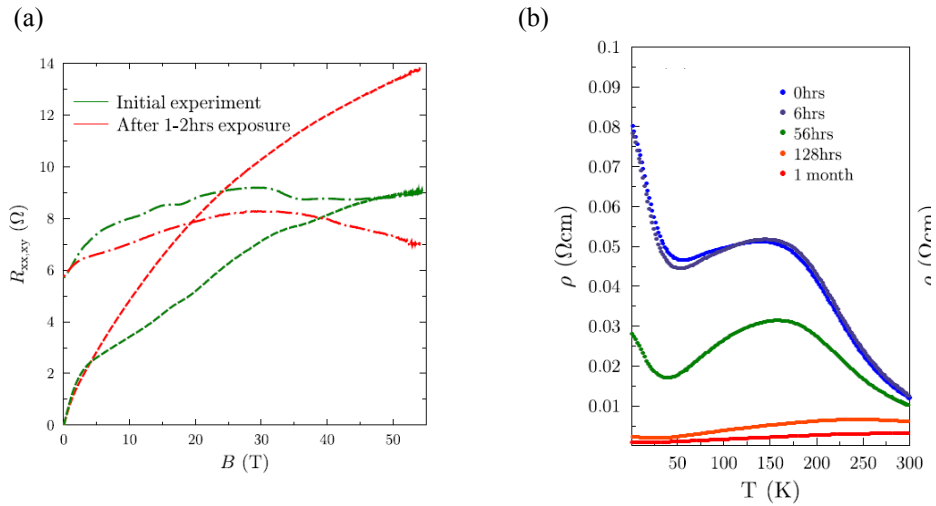 (a)
(b)
14
12
10
8
6
4
2
0
R_xx,xy (Ω)
Initial experiment
After 1-2hrs exposure
0 10 20 30 40 50
B (T)
0.1
0.09
0.08
0.07
0.06
0.05
0.04
0.03
0.02
0.01
ρ (Ωcm)
0hrs
6hrs
56hrs
128hrs
1 month
50 100 150 200 250 300
T (K)
ρ (Ωcm)